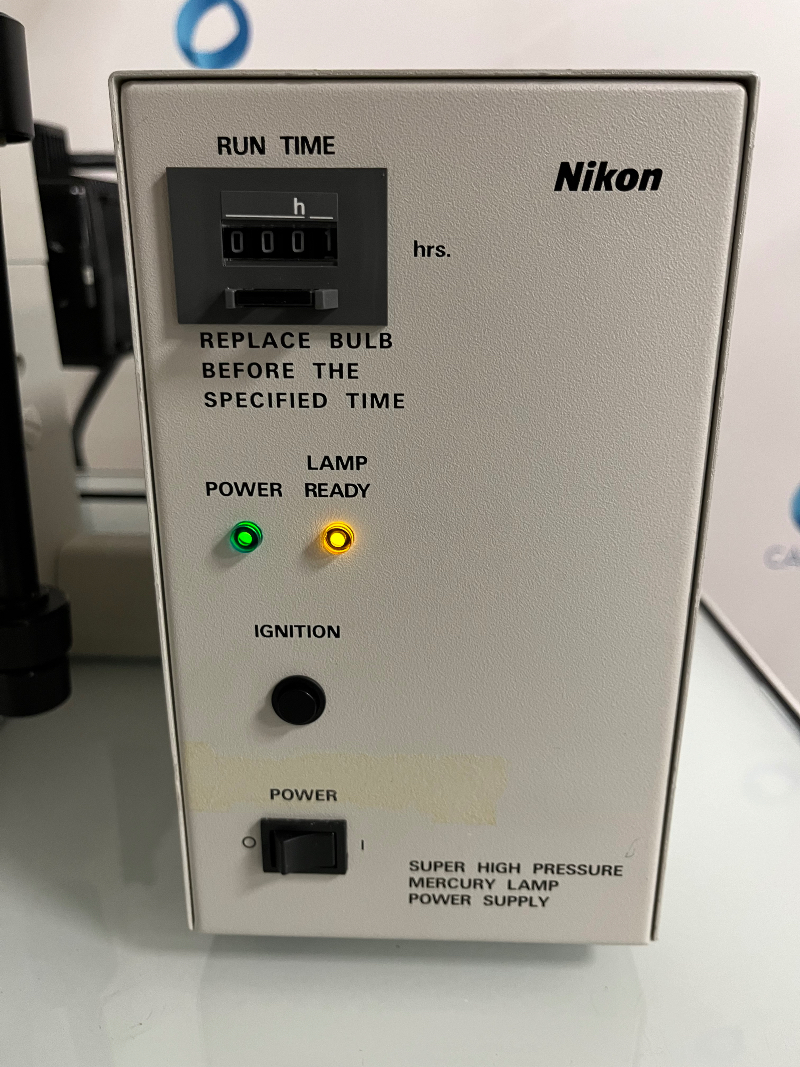 RUN TIME
Nikon
h
0001
hrs.
REPLACE BULB
BEFORE THE
SPECIFIED TIME
LAMP
POWER READY
IGNITION
POWER
O I
SUPER HIGH PRESSURE
MERCURY LAMP
POWER SUPPLY